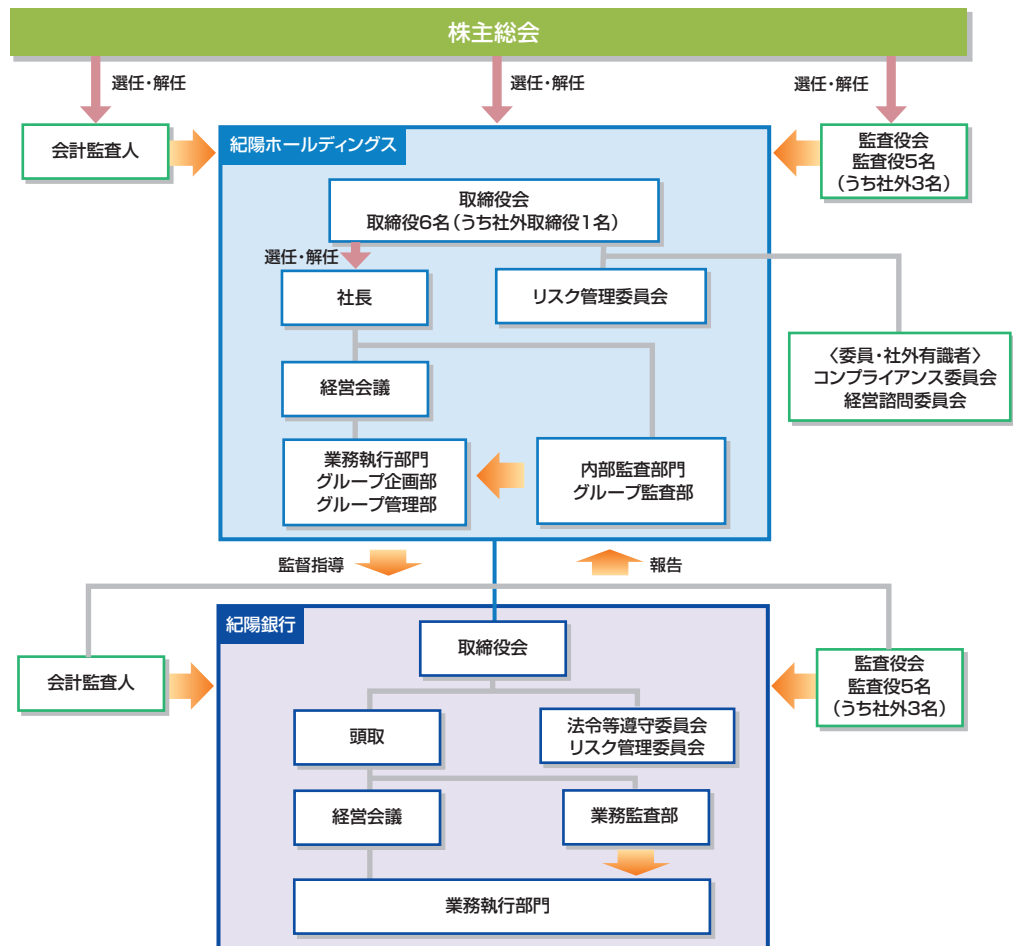 株主総会
選任・解任
選任・解任
選任・解任
会計監査人
紀陽ホールディングス
監査役会
監査役5名
(うち社外3名)
取締役会
取締役6名(うち社外取締役1名)
選任・解任
社長
リスク管理委員会
〈委員・社外有識者〉
コンプライアンス委員会
経営諮問委員会
経営会議
業務執行部門
グループ企画部
グループ管理部
内部監査部門
グループ監査部
監督指導
報告
紀陽銀行
取締役会
会計監査人
監査役会
監査役5名
(うち社外3名)
頭取
法令等遵守委員会
リスク管理委員会
経営会議
業務監査部
業務執行部門